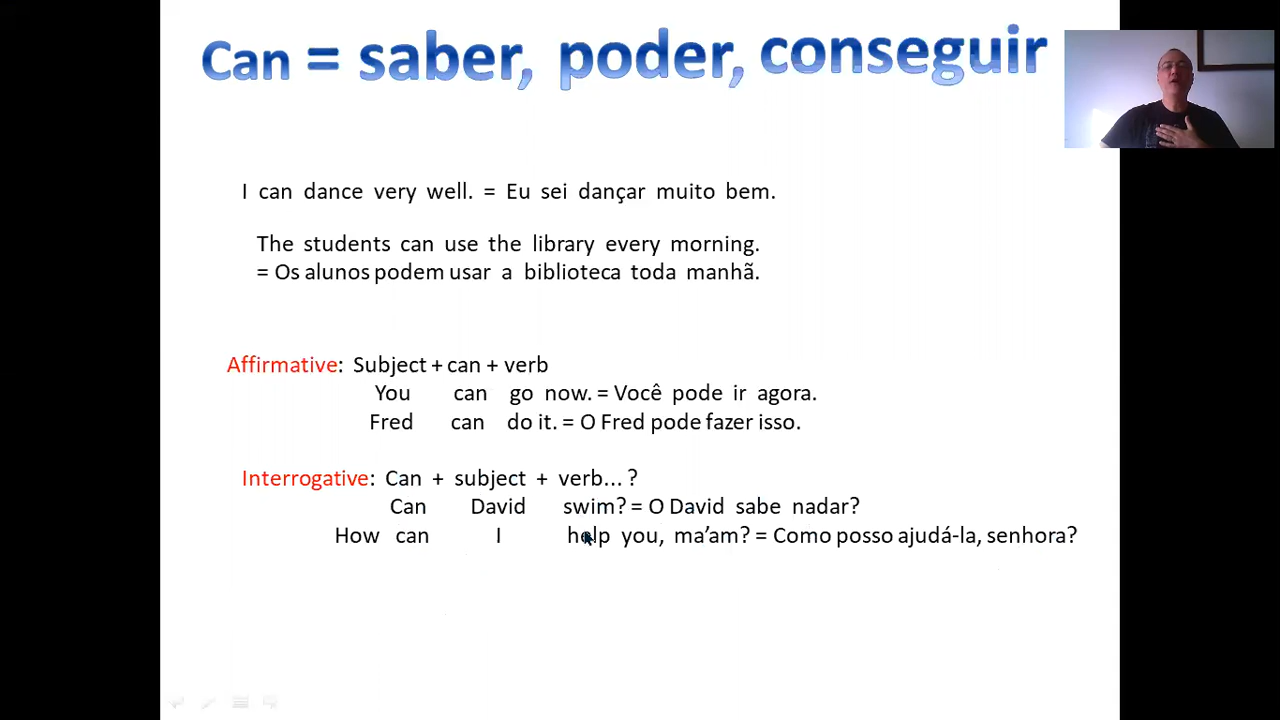 Can = saber, poder, conseguir
I can dance very well. = Eu sei dançar muito bem.
The students can use the library every morning.
= Os alunos podem usar a biblioteca toda manhã.
Affirmative: Subject + can + verb
You can go now. = Você pode ir agora.
Fred can do it. = O Fred pode fazer isso.
Interrogative: Can + subject + verb... ?
Can David swim? = O David sabe nadar?
How can I help you, ma’am? = Como posso ajudá-la, senhora?